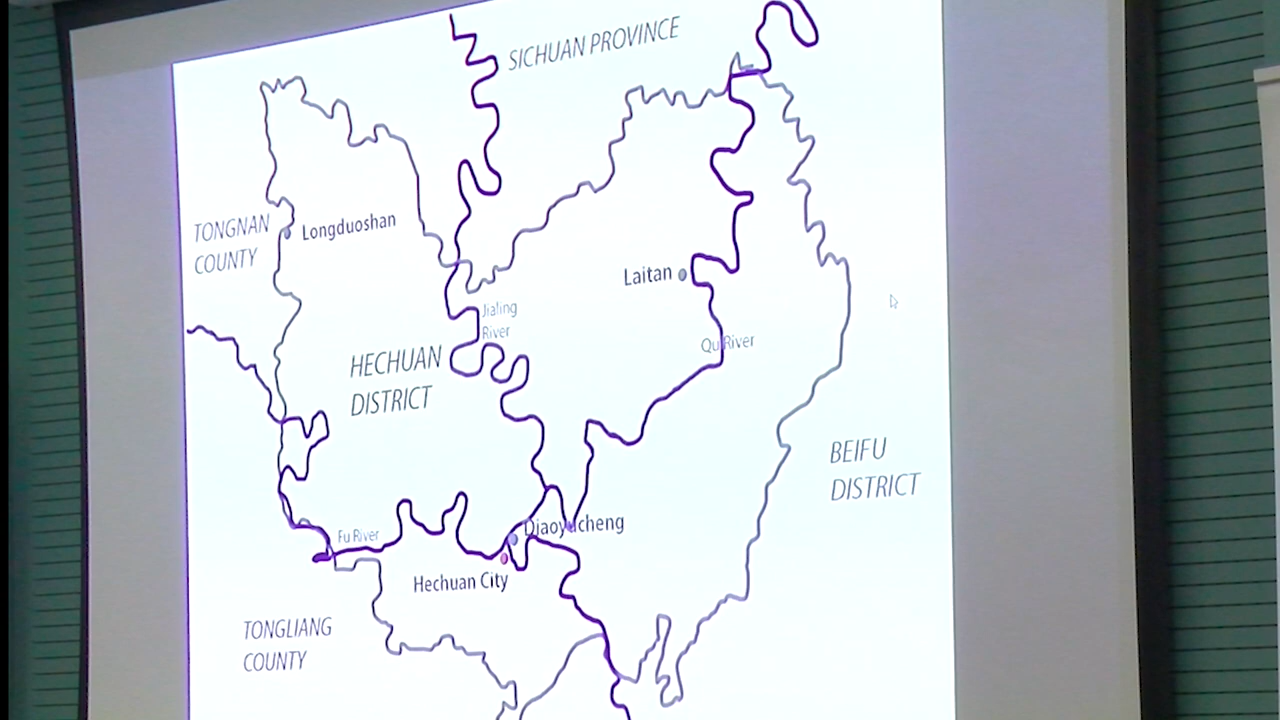 SICHUAN PROVINCE
TONGNAN
COUNTY
Longduoshan
Laitan
Jialing
River
Qu River
HECHUAN
DISTRICT
BEIFU
DISTRICT
Fu River
Diaoyucheng
Hechuan City
TONGLIANG
COUNTY